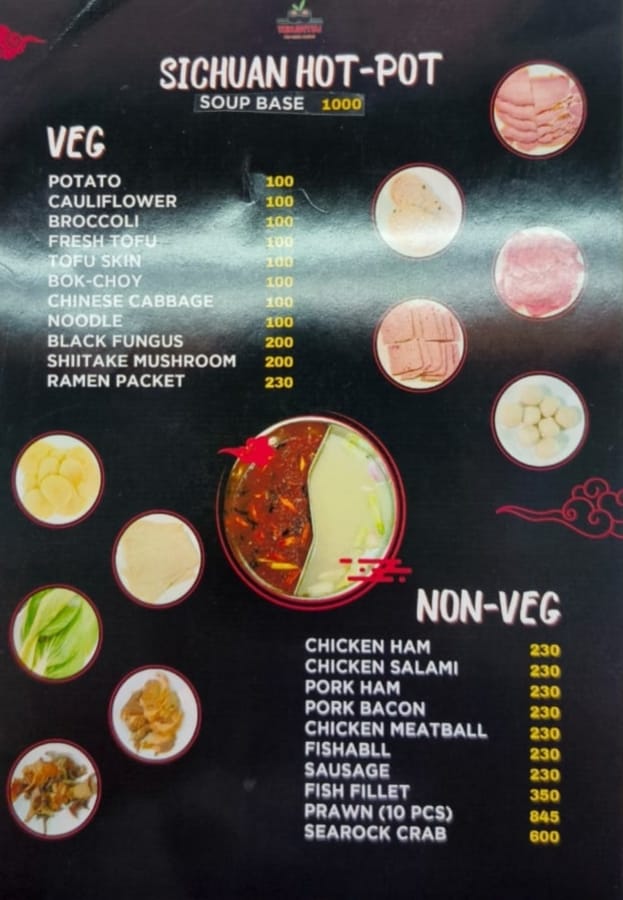 SICHUAN HOT-POT
SOUP BASE 1000
VEG
POTATO 100
CAULIFLOWER 100
BROCCOLI 100
FRESH TOFU 100
TOFU SKIN 100
BOK-CHOY 100
CHINESE CABBAGE 100
NOODLE 100
BLACK FUNGUS 200
SHIITAKE MUSHROOM 200
RAMEN PACKET 230
NON-VEG
CHICKEN HAM 230
CHICKEN SALAMI 230
PORK HAM 230
PORK BACON 230
CHICKEN MEATBALL 230
FISHABLL 230
SAUSAGE 230
FISH FILLET 350
PRAWN (10 PCS) 845
SEAROCK CRAB 600